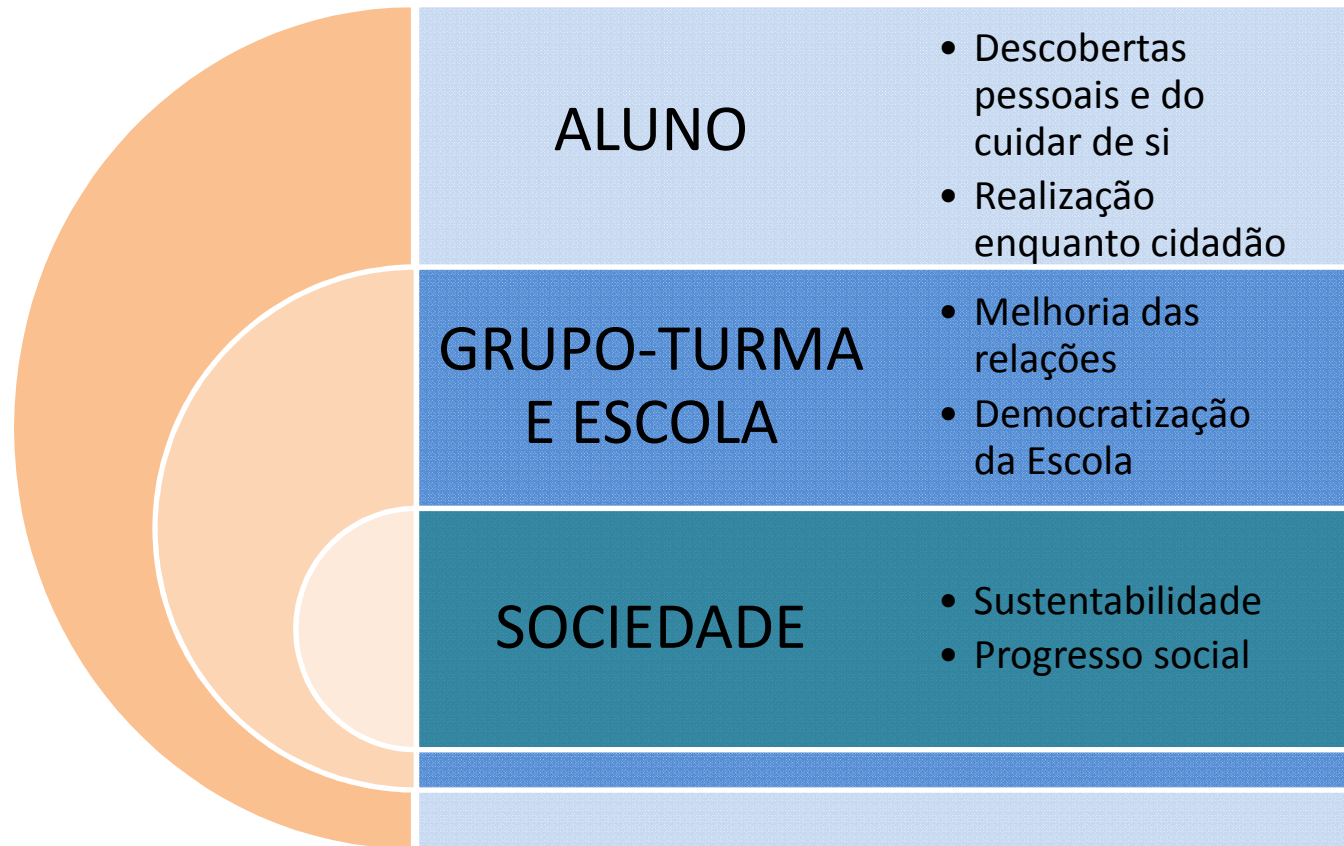 ALUNO
• Descobertas
pessoais e do
cuidar de si
• Realização
enquanto cidadão
GRUPO-TURMA
E ESCOLA
• Melhoria das
relações
• Democratização
da Escola
SOCIEDADE
• Sustentabilidade
• Progresso social